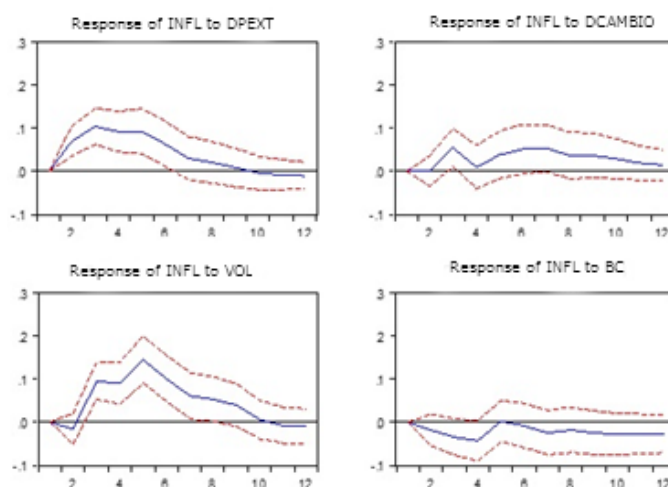 Response of INFL to DPEXT
.3
.2
.1
.0
-.1
2 4 6 8 10 12
Response of INFL to DCAMBIO
.3
.2
.1
.0
-.1
2 4 6 8 10 12
Response of INFL to VOL
.3
.2
.1
.0
-.1
2 4 6 8 10 12
Response of INFL to BC
.3
.2
.1
.0
-.1
2 4 6 8 10 12